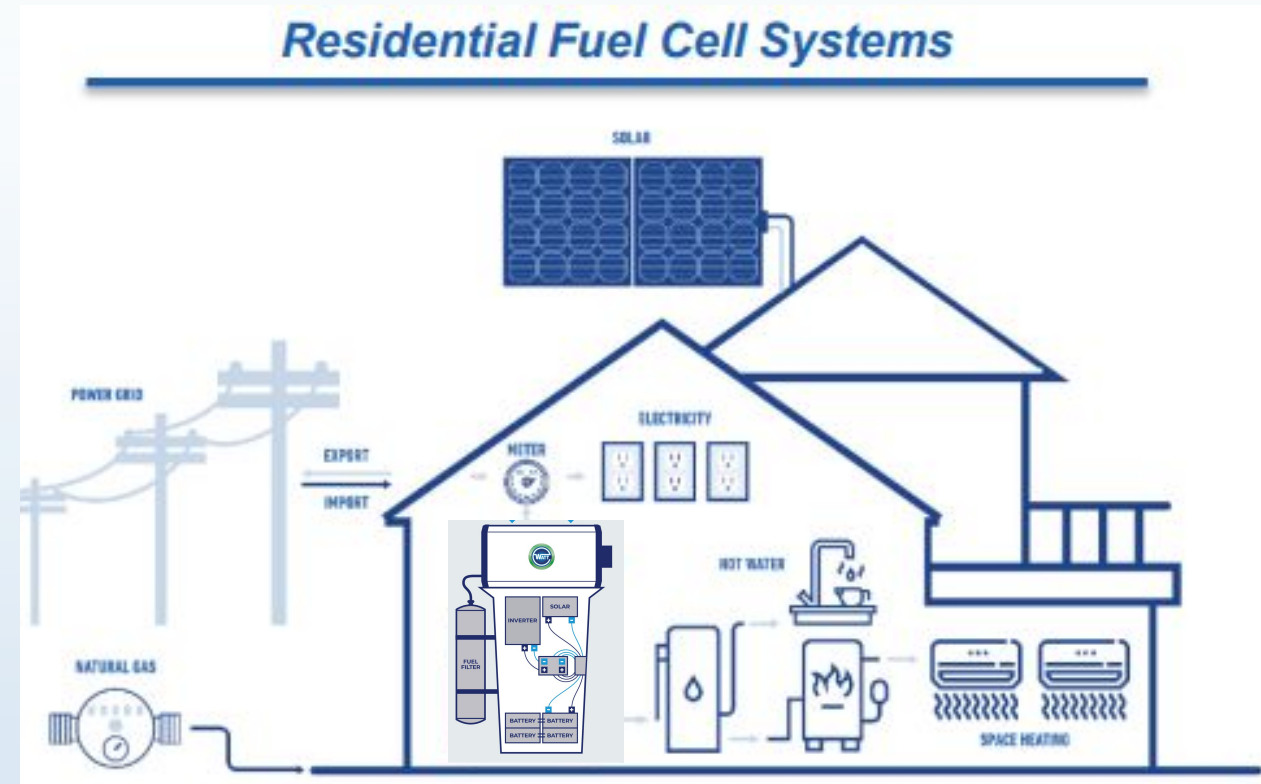 Residential Fuel Cell Systems
SOLAR
POWER GRID
EXPORT
IMPORT
METER
ELECTRICITY
WATT
INVERTER
SOLAR
FUEL
FILTER
BATTERY
BATTERY
BATTERY
BATTERY
HOT WATER
NATURAL GAS
SPACE HEATING